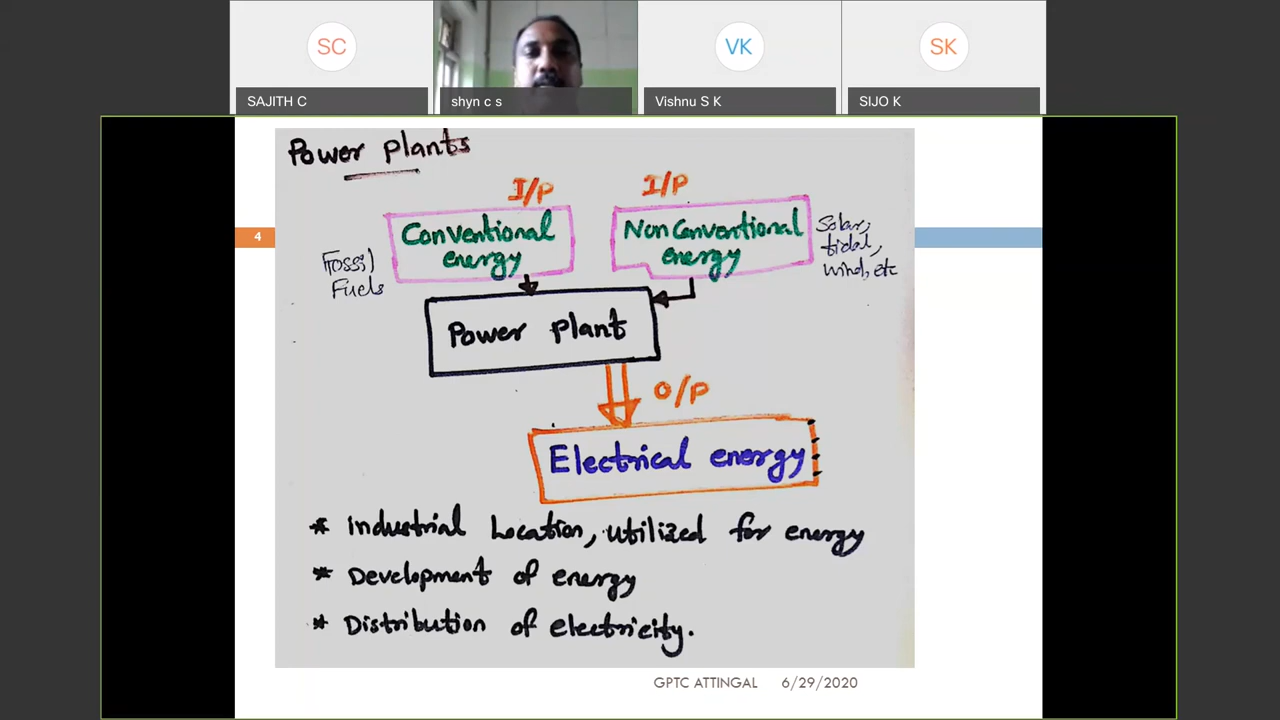 SC
VK
SK
SAJITH C
shyn c s
Vishnu S K
SIJO K
Power plants
I/P
I/P
Conventional
energy
Non Conventional
energy
Fossil
Fuels
Solar,
tidal,
wind, etc
4
Power plant
O/P
Electrical energy
* Industrial Location, utilized for energy
* Development of energy
* Distribution of electricity.
GPTC ATTINGAL 6/29/2020